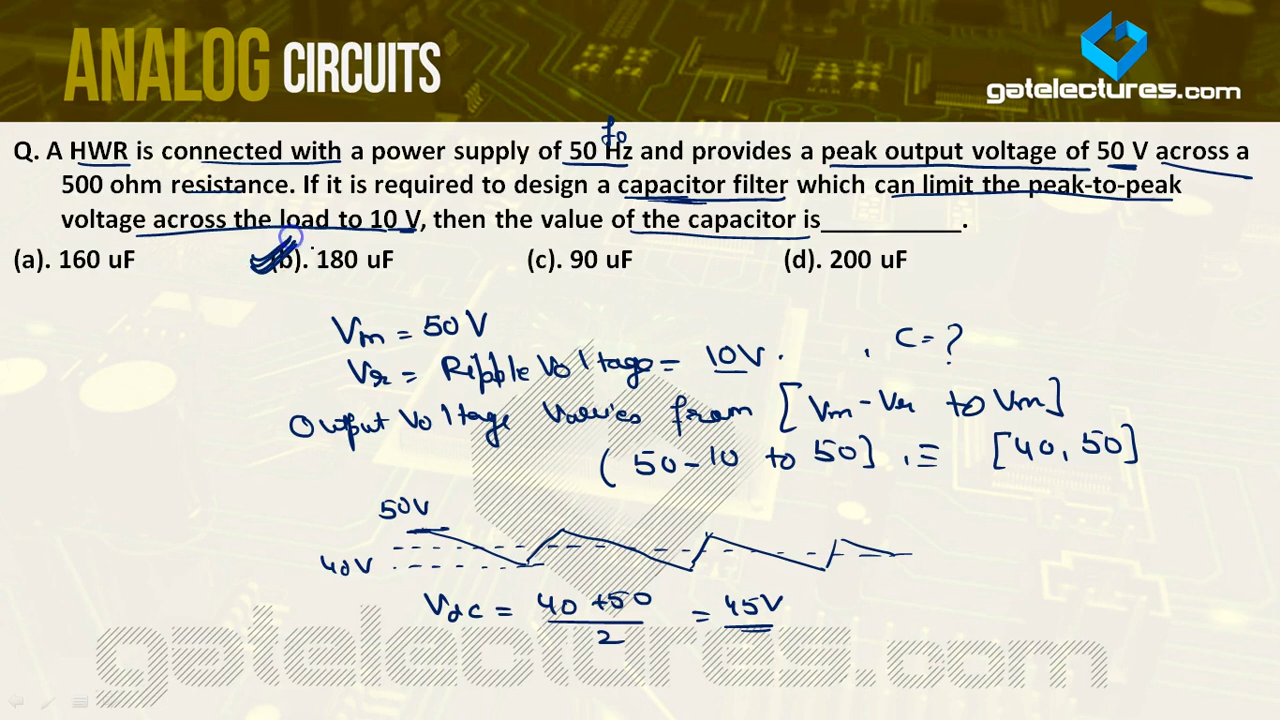 ANALOG CIRCUITS
gatelectures.com
fo
Q. A HWR is connected with a power supply of 50 Hz and provides a peak output voltage of 50 V across a
500 ohm resistance. If it is required to design a capacitor filter which can limit the peak-to-peak
voltage across the load to 10 V, then the value of the capacitor is__________.
(a). 160 uF (b). 180 uF (c). 90 uF (d). 200 uF
Vm = 50V
Vr = Ripple Voltage = 10V. , C = ?
Output Voltage Varies from [Vm - Vr to Vm]
(50-10 to 50] , ≡ [40, 50]
50V
40V
Vdc = 40+50 / 2 = 45V
gatelectures.com